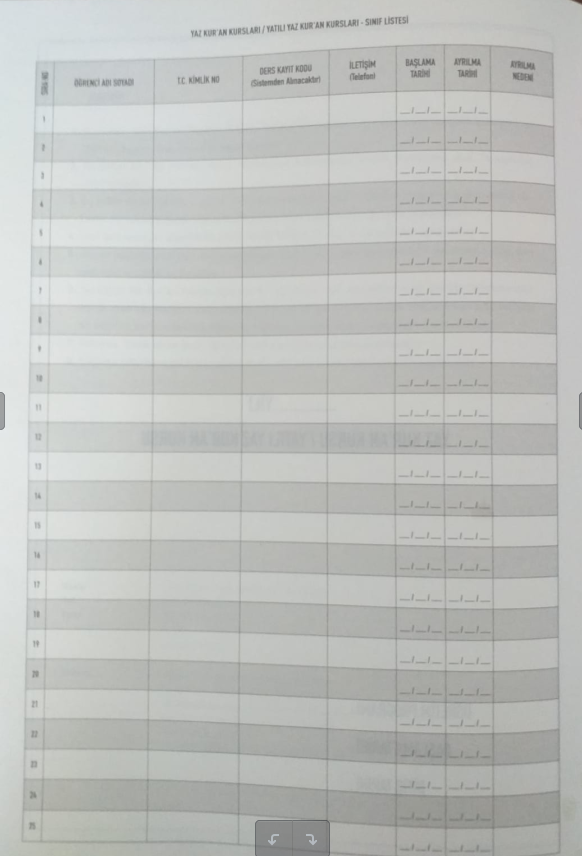 YAZ KUR'AN KURSLARI / YATILI YAZ KUR'AN KURSLARI - SINIF LİSTESİ
SIRA NO
ÖĞRENCİ ADI SOYADI
T.C. KİMLİK NO
DERS KAYIT KODU
(Sistemden Alınacaktır)
İLETİŞİM
(Telefon)
BAŞLAMA
TARİHİ
AYRILMA
TARİHİ
AYRILMA
NEDENİ
1 __/__/__ __/__/__
2 __/__/__ __/__/__
3 __/__/__ __/__/__
4 __/__/__ __/__/__
5 __/__/__ __/__/__
6 __/__/__ __/__/__
7 __/__/__ __/__/__
8 __/__/__ __/__/__
9 __/__/__ __/__/__
10 __/__/__ __/__/__
11 __/__/__ __/__/__
12 __/__/__ __/__/__
13 __/__/__ __/__/__
14 __/__/__ __/__/__
15 __/__/__ __/__/__
16 __/__/__ __/__/__
17 __/__/__ __/__/__
18 __/__/__ __/__/__
19 __/__/__ __/__/__
20 __/__/__ __/__/__
21 __/__/__ __/__/__
22 __/__/__ __/__/__
23 __/__/__ __/__/__
24 __/__/__ __/__/__
25 __/__/__ __/__/__